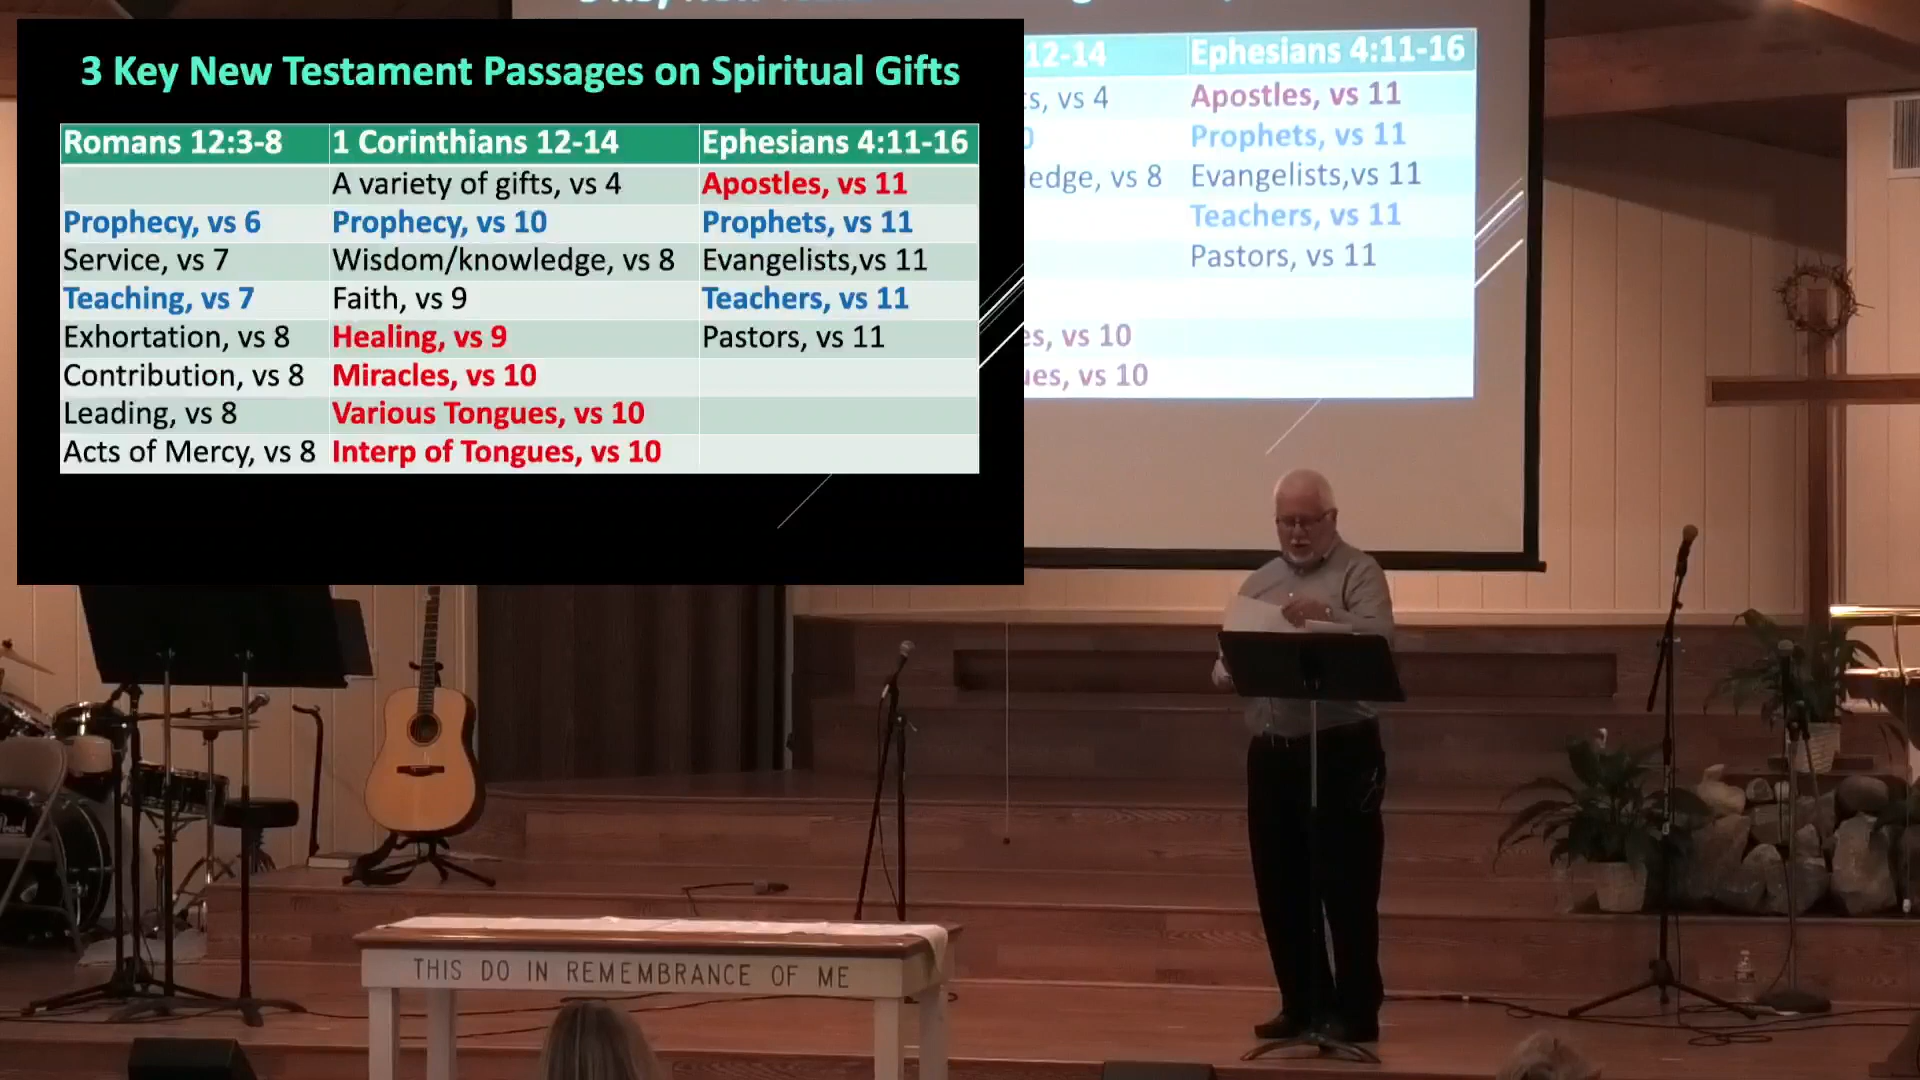 3 Key New Testament Passages on Spiritual Gifts
Romans 12:3-8 1 Corinthians 12-14 Ephesians 4:11-16
A variety of gifts, vs 4 Apostles, vs 11
Prophecy, vs 6 Prophecy, vs 10 Prophets, vs 11
Service, vs 7 Wisdom/knowledge, vs 8 Evangelists,vs 11
Teaching, vs 7 Faith, vs 9 Teachers, vs 11
Exhortation, vs 8 Healing, vs 9 Pastors, vs 11
Contribution, vs 8 Miracles, vs 10
Leading, vs 8 Various Tongues, vs 10
Acts of Mercy, vs 8 Interp of Tongues, vs 10
12-14 Ephesians 4:11-16
s, vs 4 Apostles, vs 11
0 Prophets, vs 11
edge, vs 8 Evangelists,vs 11
Teachers, vs 11
Pastors, vs 11
es, vs 10
ues, vs 10
THIS DO IN REMEMBRANCE OF ME